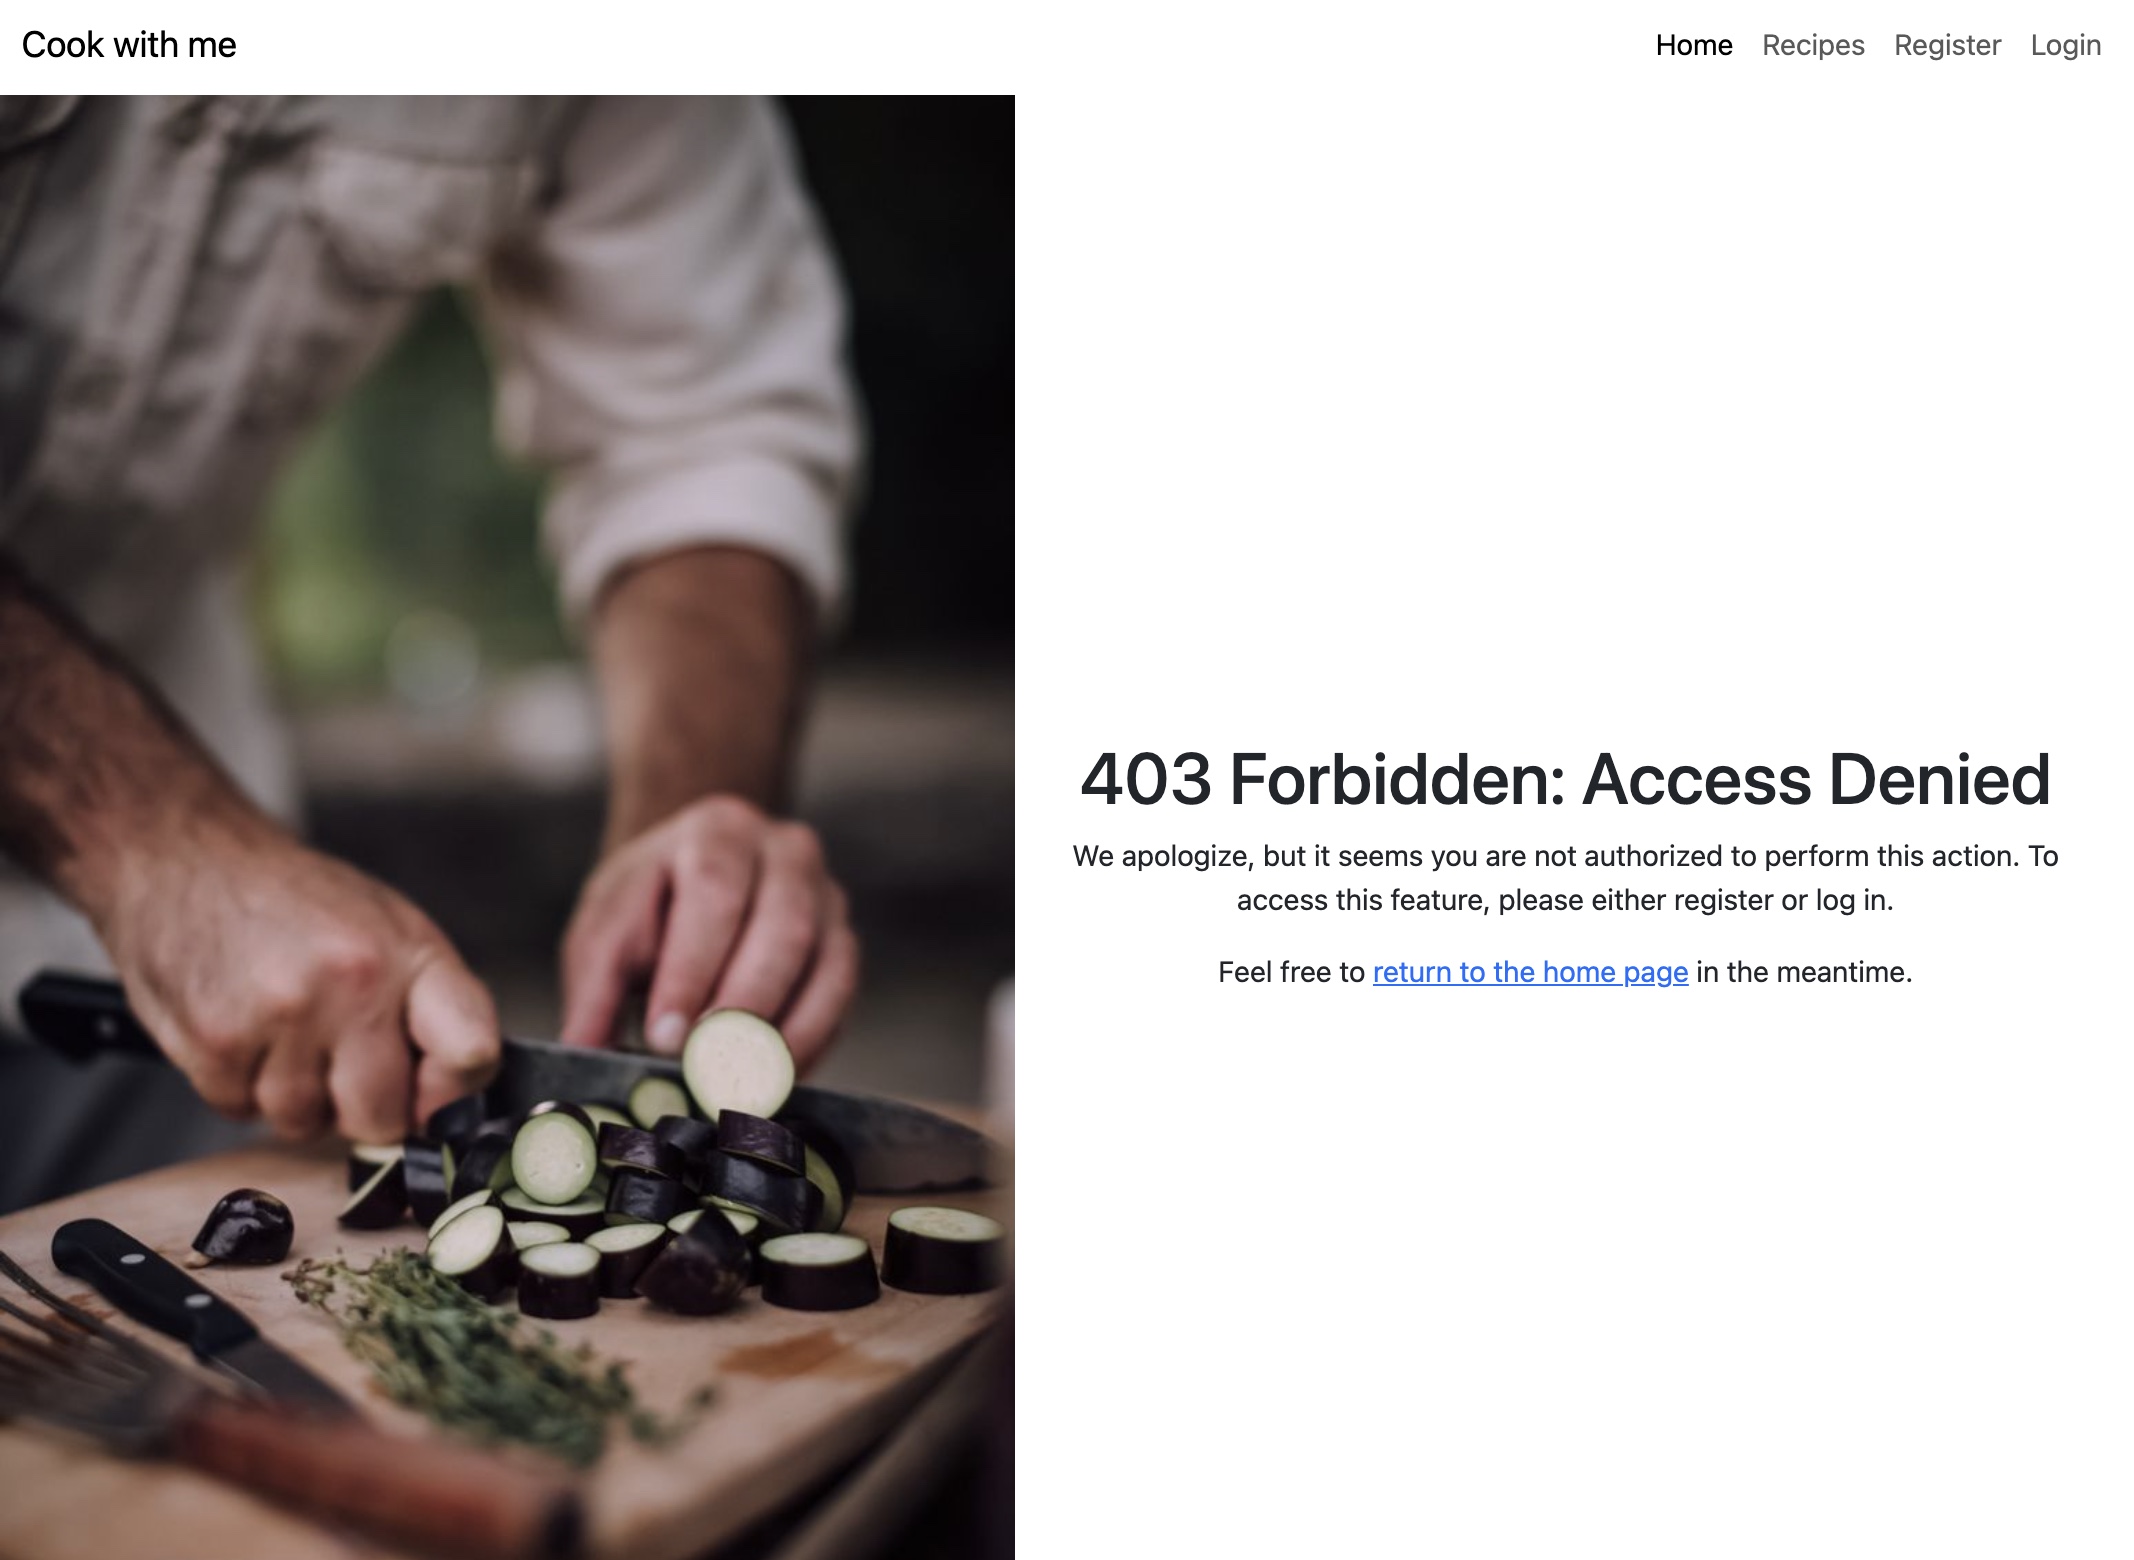 Cook with me
Home Recipes Register Login
403 Forbidden: Access Denied
We apologize, but it seems you are not authorized to perform this action. To
access this feature, please either register or log in.
Feel free to return to the home page in the meantime.